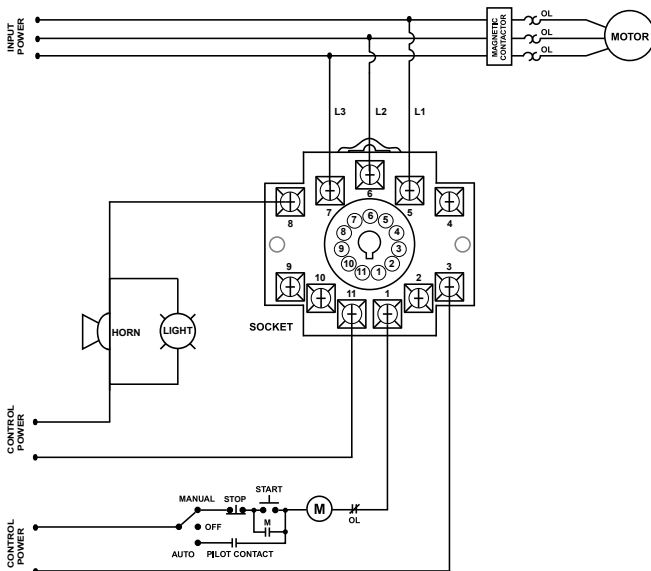 INPUT
POWER
MAGNETIC
CONTACTOR
OL
OL
OL
MOTOR
L3
L2
L1
6
7
5
8
4
6
7
5
8
4
9
3
10
2
11
1
9
10
11
1
2
3
SOCKET
HORN
LIGHT
CONTROL
POWER
CONTROL
POWER
MANUAL
STOP
START
OFF
M
M
OL
AUTO
PILOT CONTACT